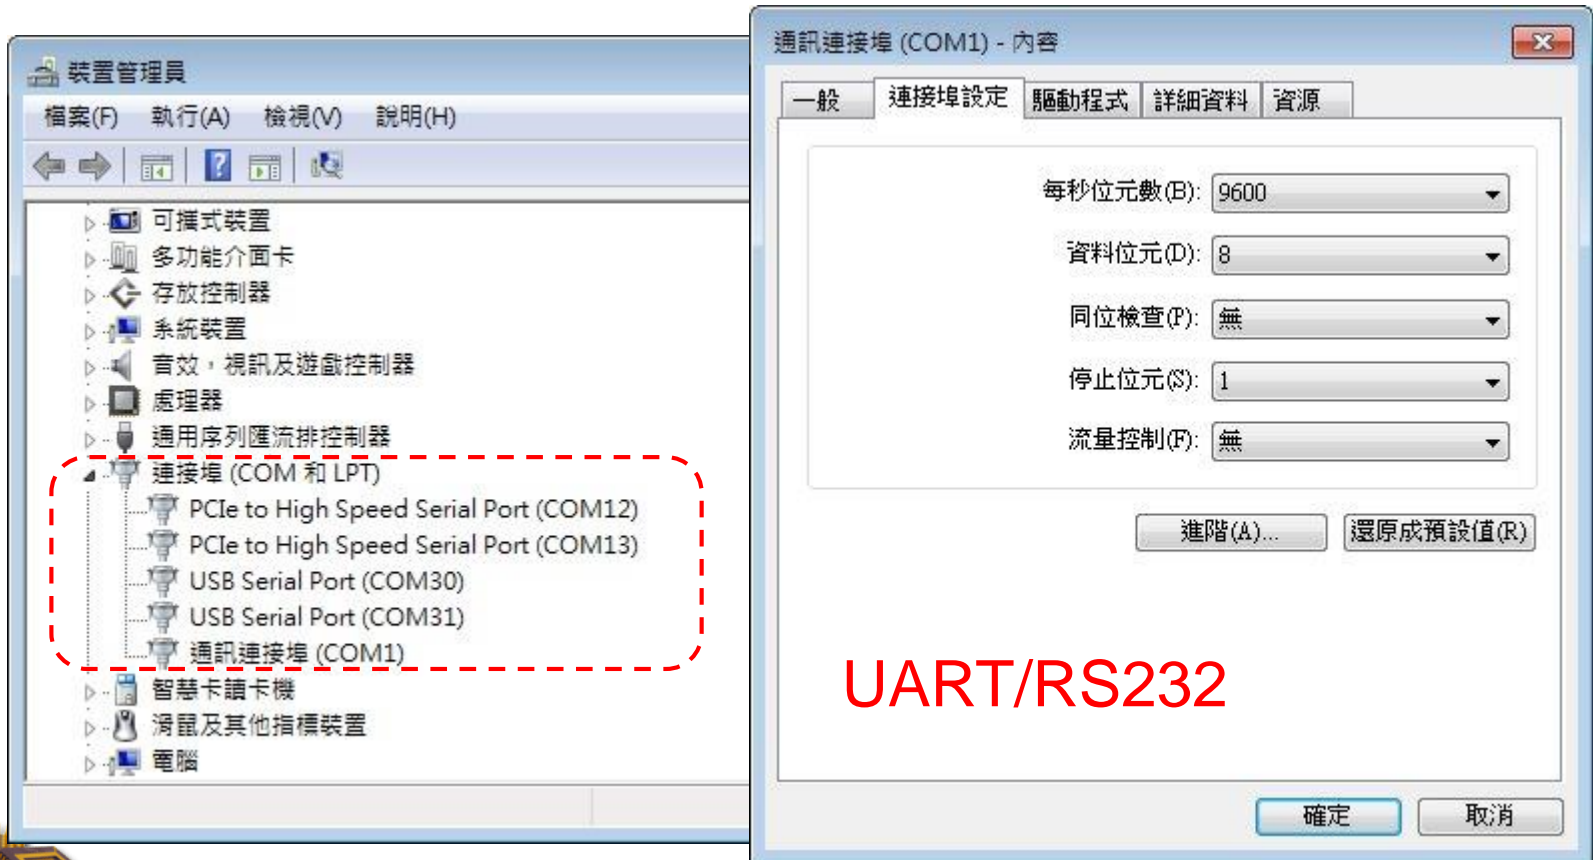 裝置管理員
檔案(F) 執行(A) 檢視(V) 說明(H)
可攜式裝置
多功能介面卡
存放控制器
系統裝置
音效，視訊及遊戲控制器
處理器
通用序列匯流排控制器
連接埠 (COM 和 LPT)
PCIe to High Speed Serial Port (COM12)
PCIe to High Speed Serial Port (COM13)
USB Serial Port (COM30)
USB Serial Port (COM31)
通訊連接埠 (COM1)
智慧卡讀卡機
滑鼠及其他指標裝置
電腦
通訊連接埠 (COM1) - 內容
一般 連接埠設定 驅動程式 詳細資料 資源
每秒位元數(B): 9600
資料位元(D): 8
同位檢查(P): 無
停止位元(S): 1
流量控制(F): 無
進階(A)... 還原成預設值(R)
UART/RS232
確定 取消